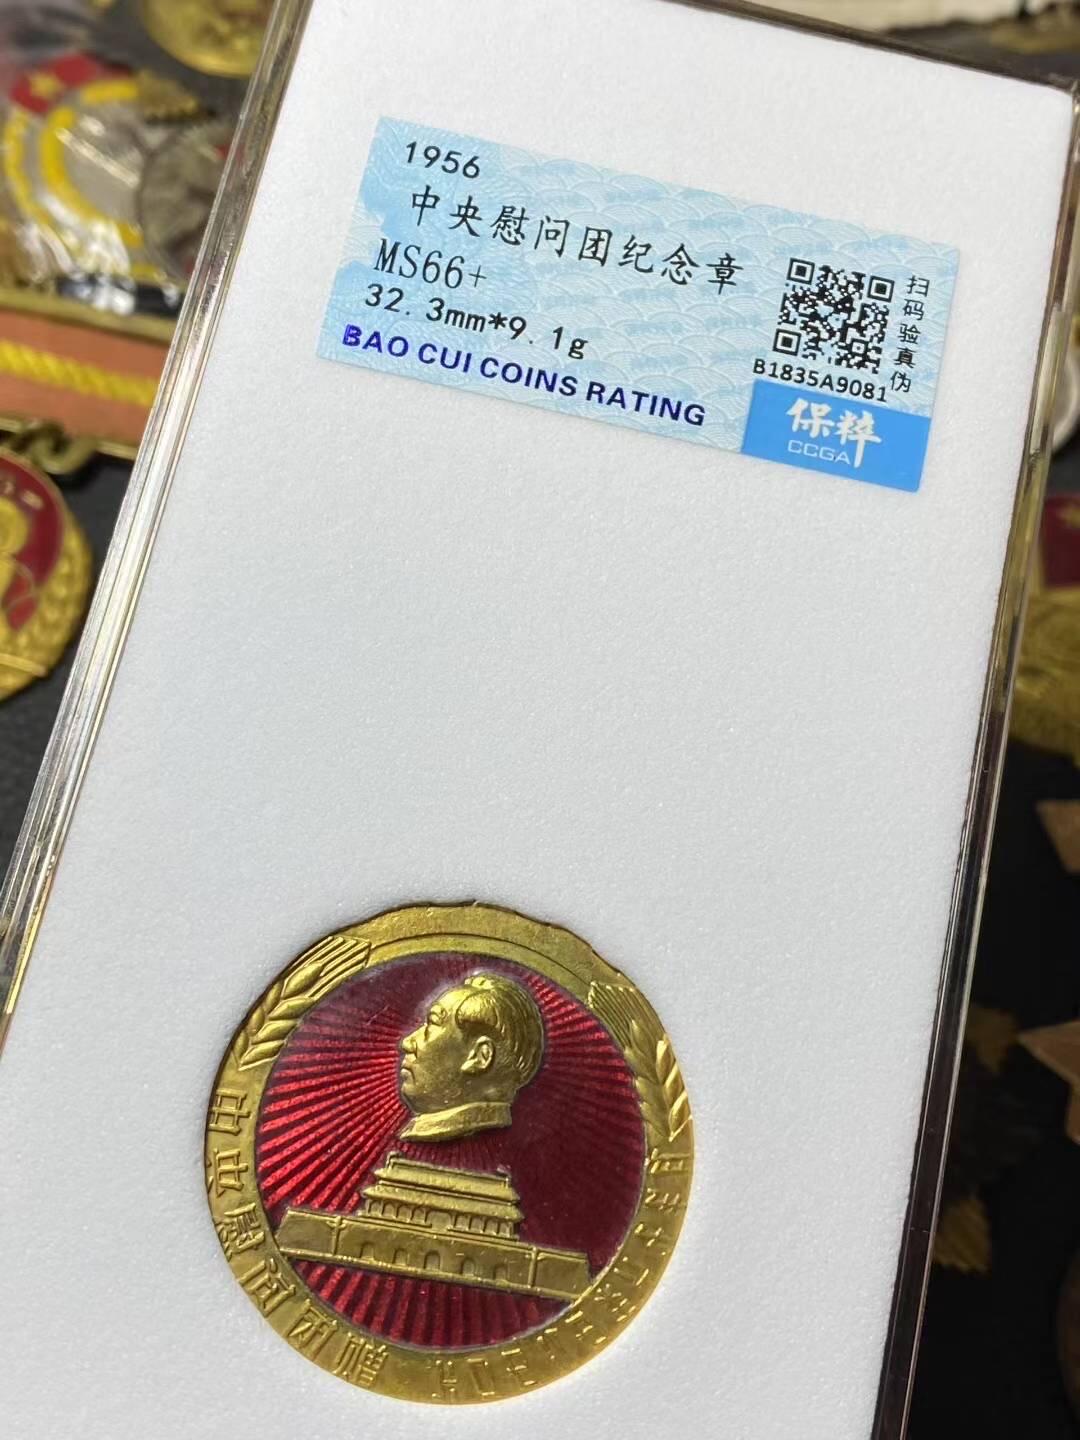 1956
中央慰问团纪念章
MS66+
32.3mm*9.1g
BAO CUI COINS RATING
扫码验真伪
B1835A9081
保粹
CCGA
中央慰问团赠